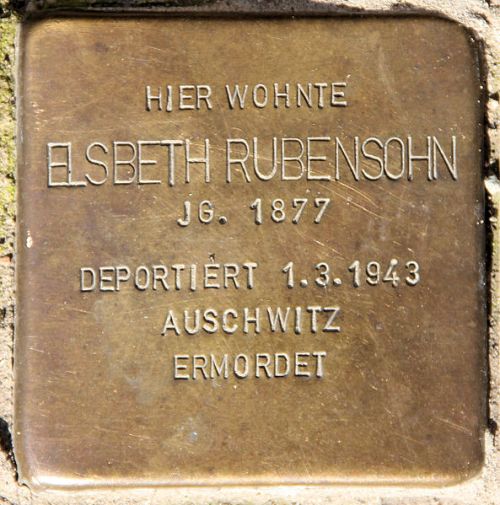 HIER WOHNTE
ELSBETH RUBENSOHN
JG. 1877
DEPORTIERT 1.3.1943
AUSCHWITZ
ERMORDET